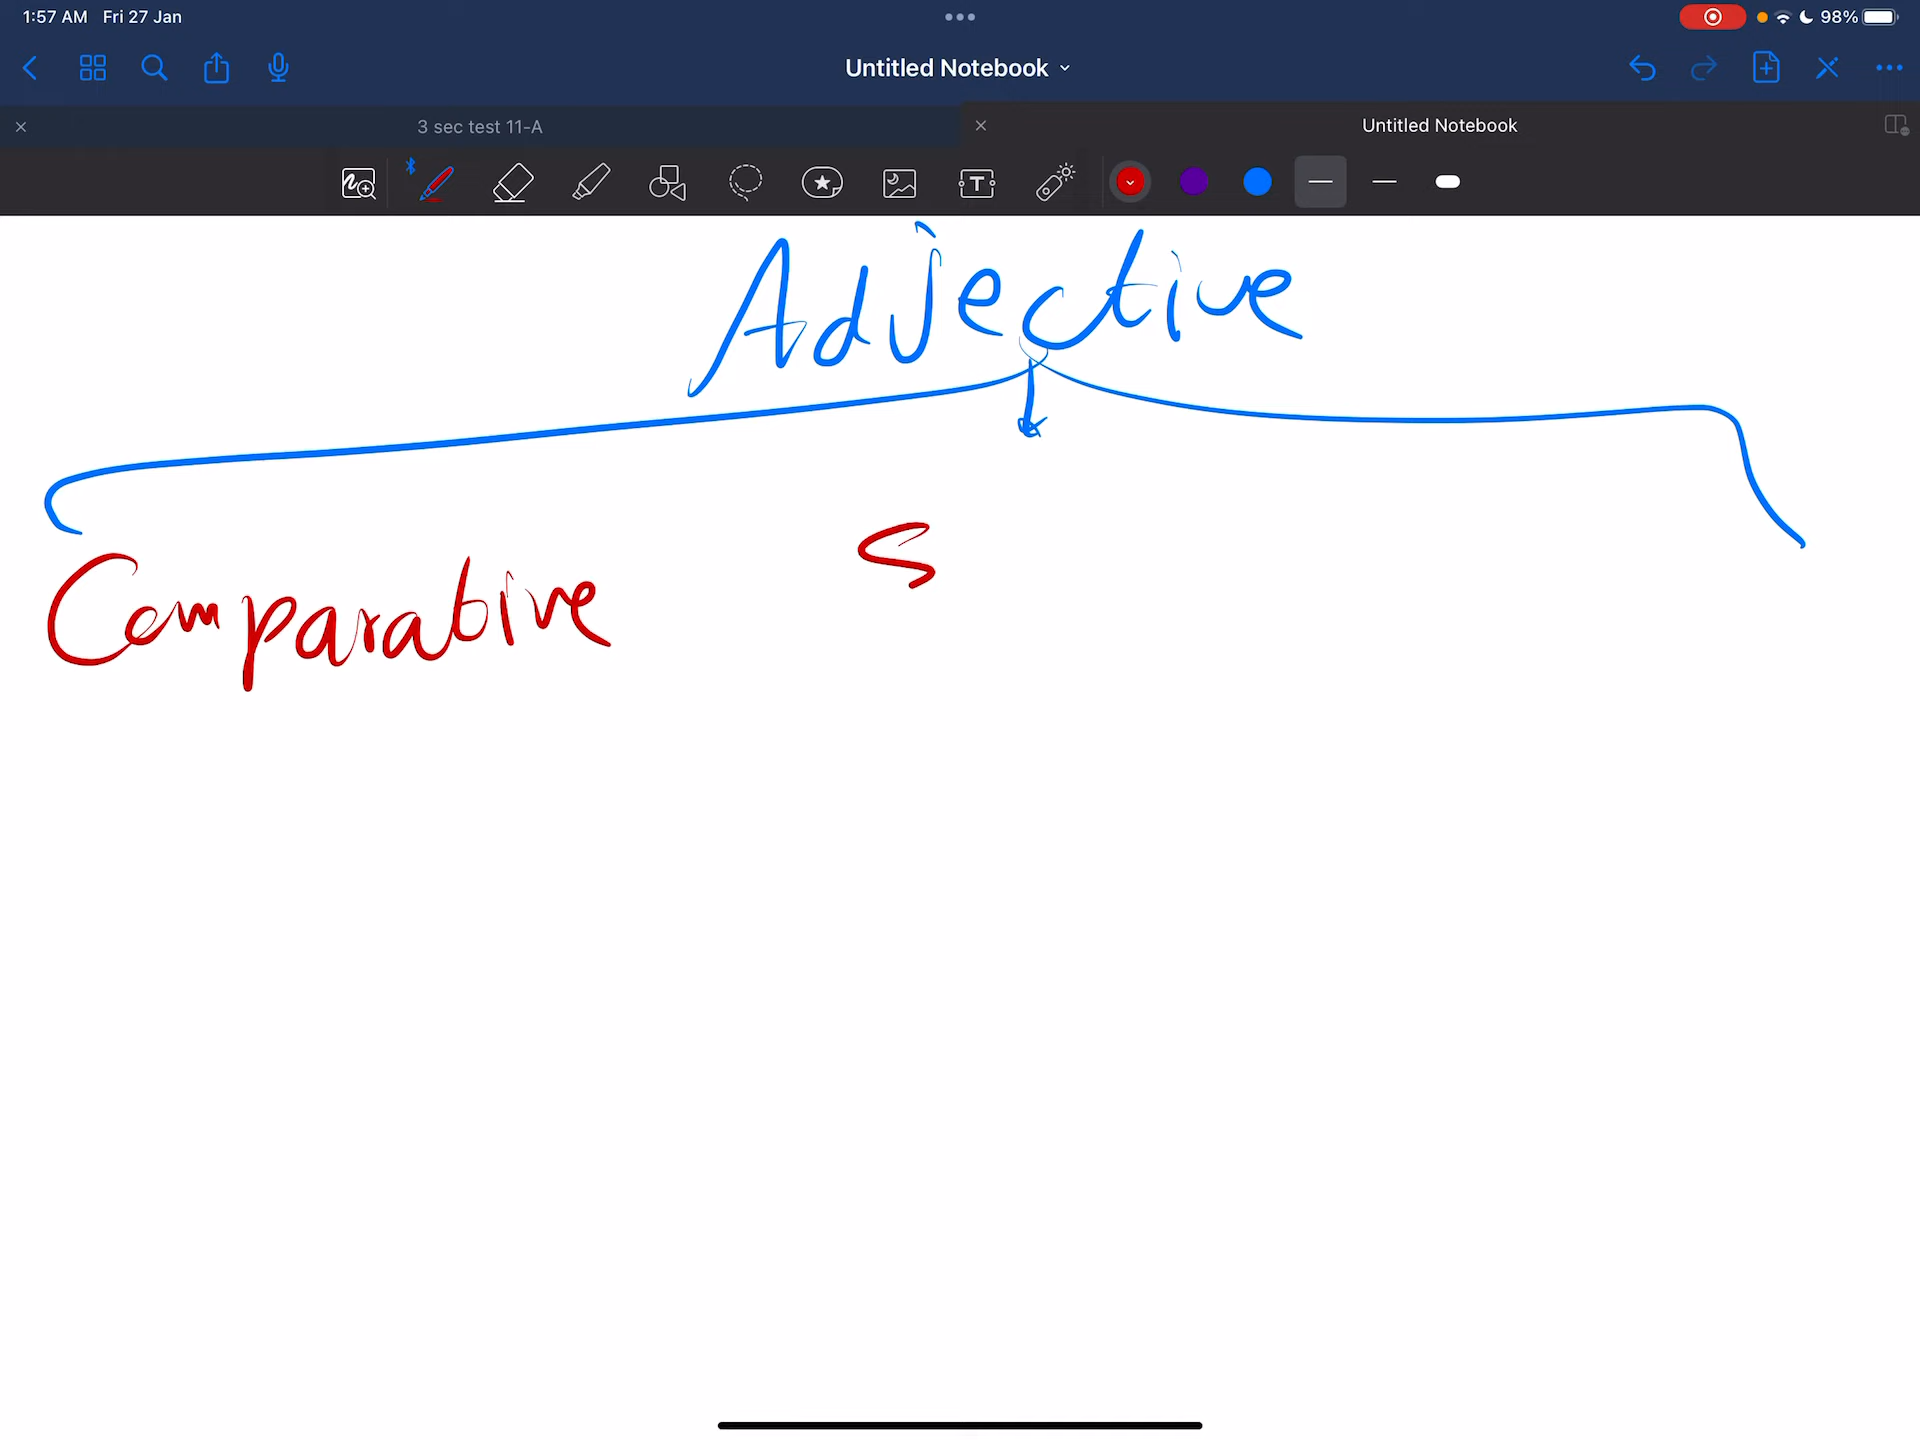 1:57 AM Fri 27 Jan 98%
Untitled Notebook
3 sec test 11-A Untitled Notebook
T
Adjective
Comparative S